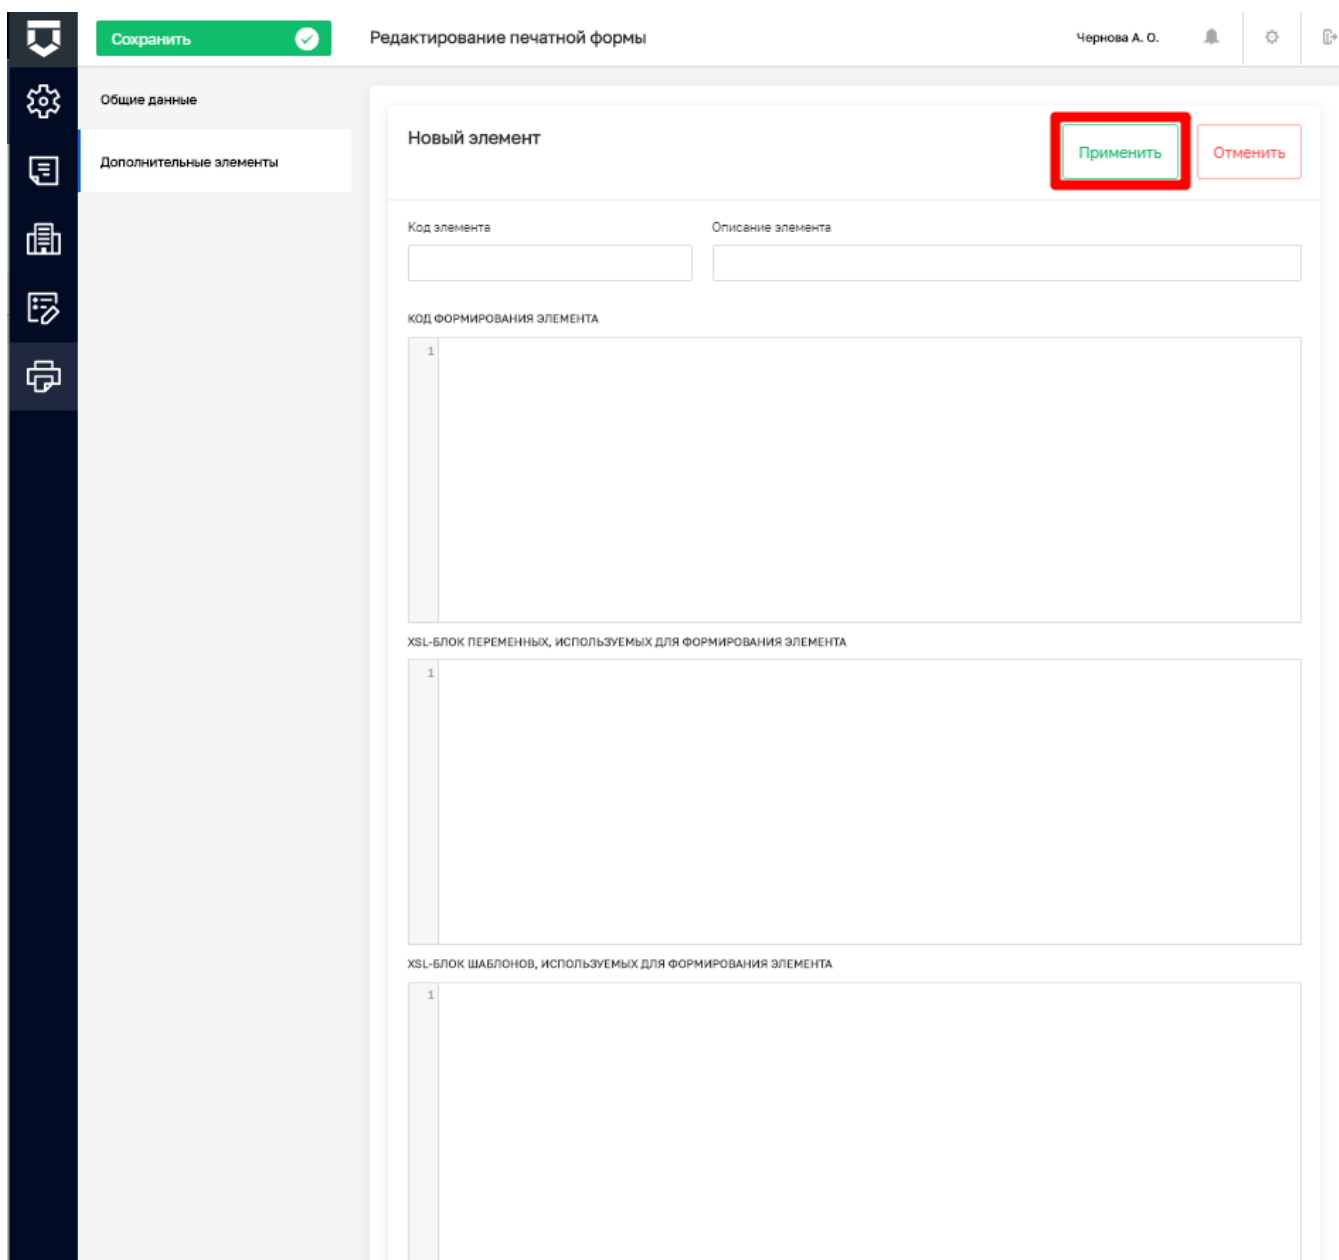 Сохранить
Редактирование печатной формы
Чернова А. О.
Общие данные
Дополнительные элементы
Новый элемент
Применить
Отменить
Код элемента
Описание элемента
КОД ФОРМИРОВАНИЯ ЭЛЕМЕНТА
1
XSL-БЛОК ПЕРЕМЕННЫХ, ИСПОЛЬЗУЕМЫХ ДЛЯ ФОРМИРОВАНИЯ ЭЛЕМЕНТА
1
XSL-БЛОК ШАБЛОНОВ, ИСПОЛЬЗУЕМЫХ ДЛЯ ФОРМИРОВАНИЯ ЭЛЕМЕНТА
1